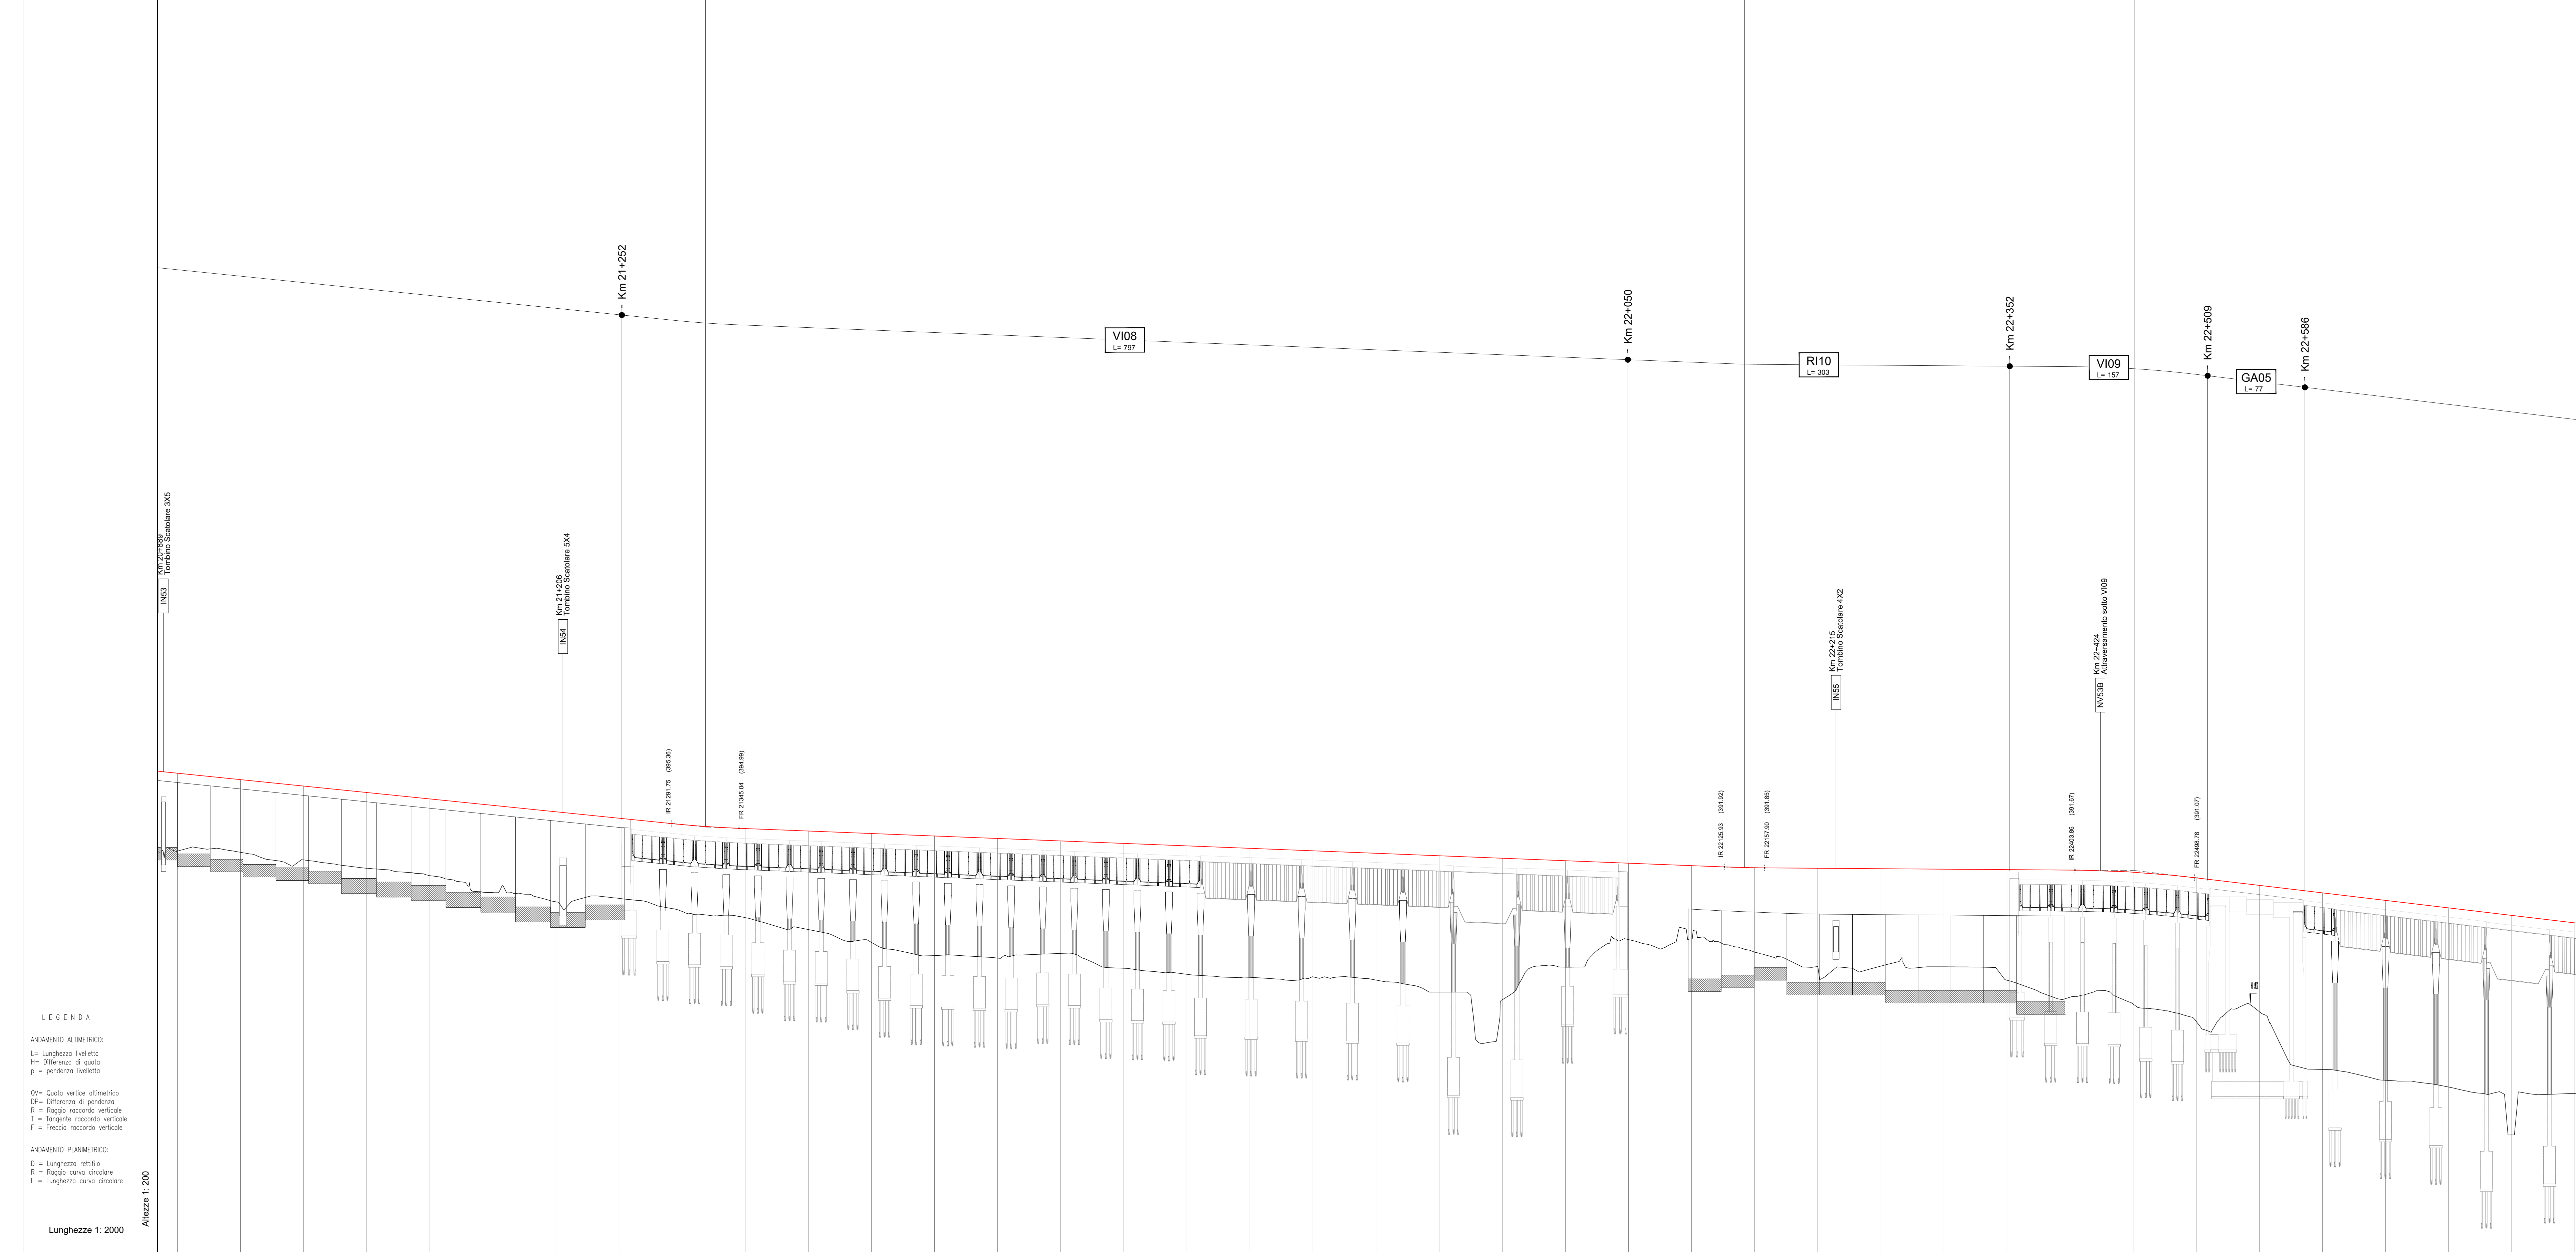 Km 21+252
VI08
L= 797
Km 22+050
RI10
L= 303
Km 22+352
VI09
L= 157
Km 22+509
GA05
L= 77
Km 22+586
Km 20+889
Tombino Scatolare 3X5
IN53
Km 21+206
Tombino Scatolare 5X4
IN54
Km 22+215
Tombino Scatolare 4X2
IN55
Km 22+424
Attraversamento sotto VI09
NV53B
IR 21291.75 (395.36)
FR 21345.04 (394.99)
IR 22125.93 (391.92)
FR 22157.90 (391.85)
IR 22403.86 (391.67)
FR 22498.78 (391.07)
LEGENDA
ANDAMENTO ALTIMETRICO:
L= Lunghezza livelletta
H= Differenza di quota
p = pendenza livelletta
QV= Quota vertice altimetrico
DP= Differenza di pendenza
R = Raggio raccordo verticale
T = Tangente raccordo verticale
F = Freccia raccordo verticale
ANDAMENTO PLANIMETRICO:
D = Lunghezza rettifilo
R = Raggio curva circolare
L = Lunghezza curva circolare
Altezze 1: 200
Lunghezze 1: 2000